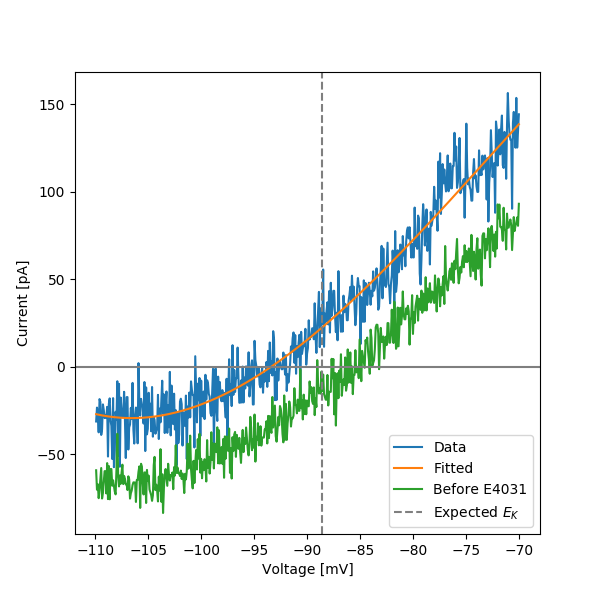 150
100
50
0
−50
Current [pA]
−110
−105
−100
−95
−90
−85
−80
−75
−70
Voltage [mV]
Data
Fitted
Before E4031
Expected E_K